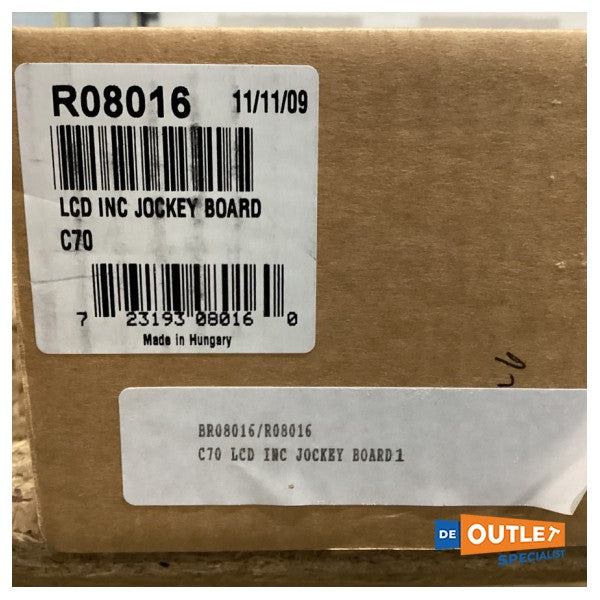 R08016 11/11/09
LCD INC JOCKEY BOARD
C70
7 23193 08016 0
Made in Hungary
BR08016/R08016
C70 LCD INC JOCKEY BOARD1
DE OUTLET
SPECIALIST